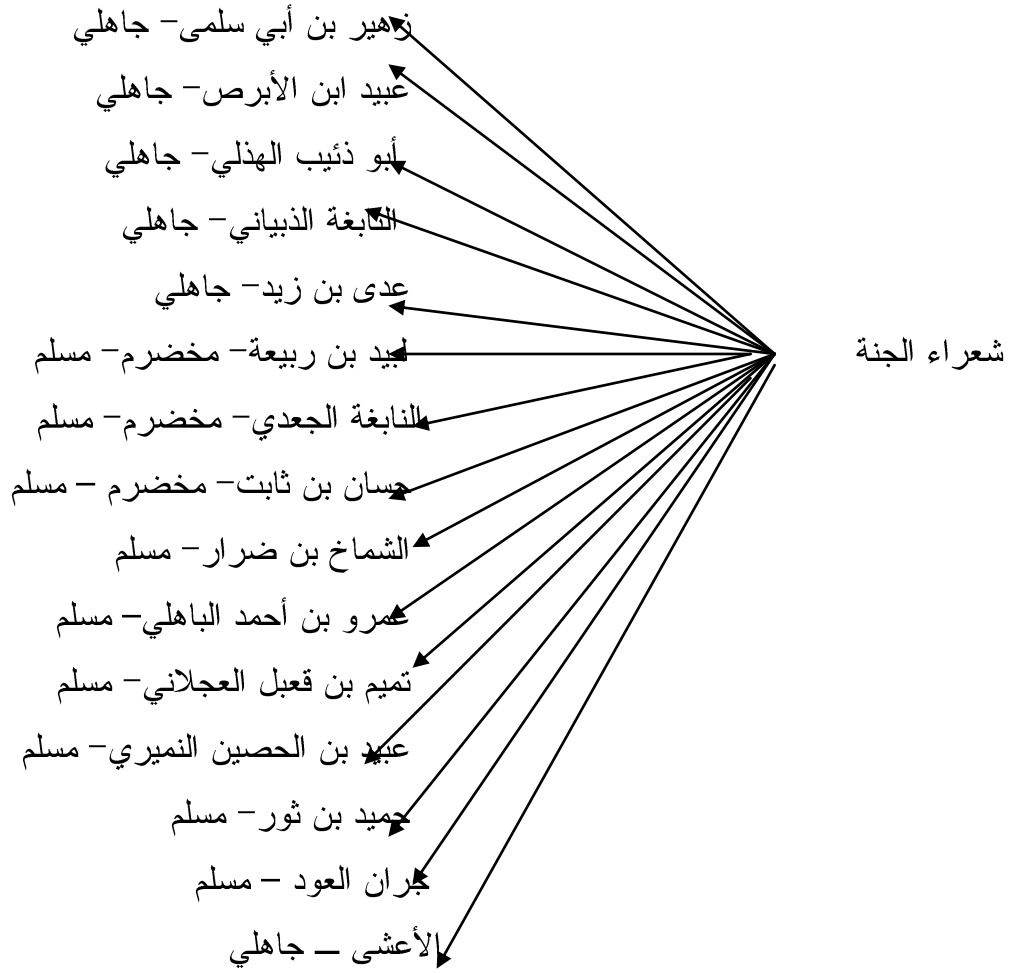 شعراء الجنة
زهير بن أبي سلمى– جاهلي
عبيد ابن الأبرص– جاهلي
أبو ذئيب الهذلي– جاهلي
النابغة الذبياني– جاهلي
عدى بن زيد– جاهلي
لبيد بن ربيعة– مخضرم– مسلم
النابغة الجعدي– مخضرم– مسلم
حسان بن ثابت– مخضرم – مسلم
الشماخ بن ضرار– مسلم
عمرو بن أحمد الباهلي– مسلم
تميم بن قعبل العجلاني– مسلم
عبيد بن الحصين النميري– مسلم
حميد بن ثور– مسلم
جران العود – مسلم
الأعشى – جاهلي